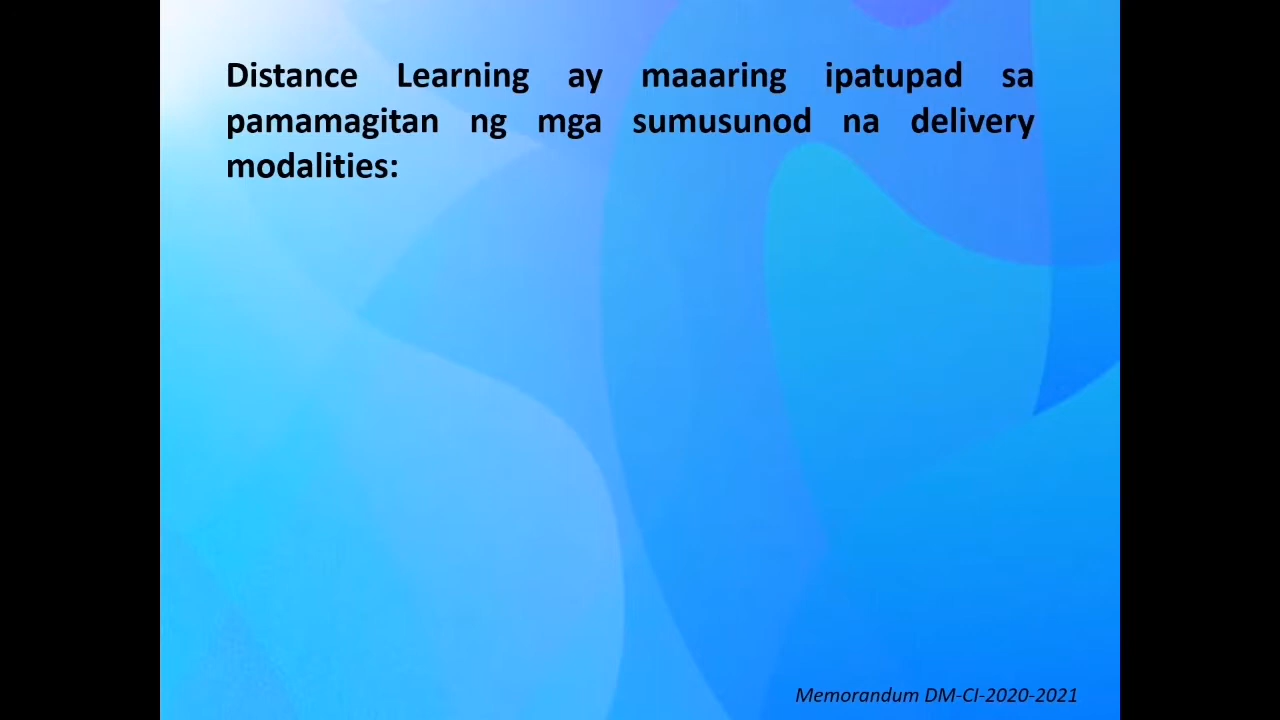 Distance Learning ay maaaring ipatupad sa
pamamagitan ng mga sumusunod na delivery
modalities:
Memorandum DM-CI-2020-2021